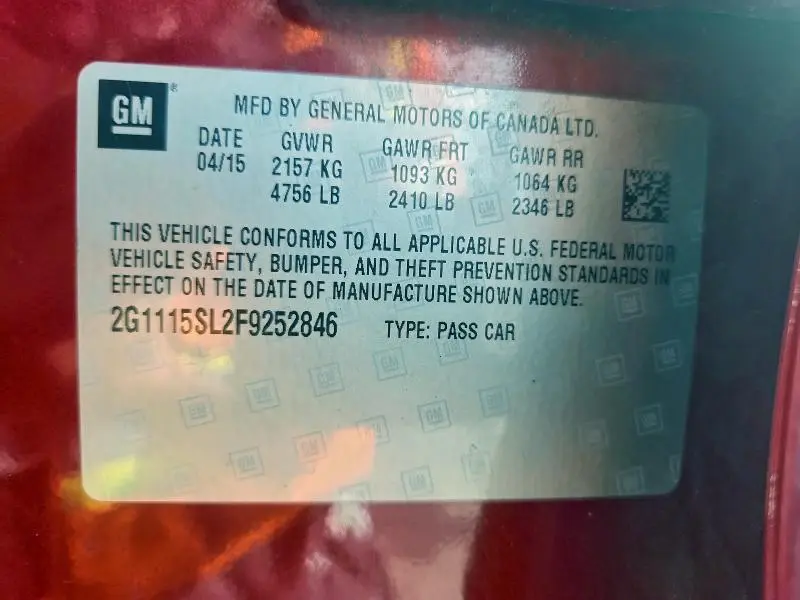 GM®
MFD BY GENERAL MOTORS OF CANADA LTD.
DATE GVWR GAWR FRT GAWR RR
04/15 2157 KG 1093 KG 1064 KG
4756 LB 2410 LB 2346 LB
THIS VEHICLE CONFORMS TO ALL APPLICABLE U.S. FEDERAL MOTOR
VEHICLE SAFETY, BUMPER, AND THEFT PREVENTION STANDARDS IN
EFFECT ON THE DATE OF MANUFACTURE SHOWN ABOVE.
2G1115SL2F9252846 TYPE: PASS CAR